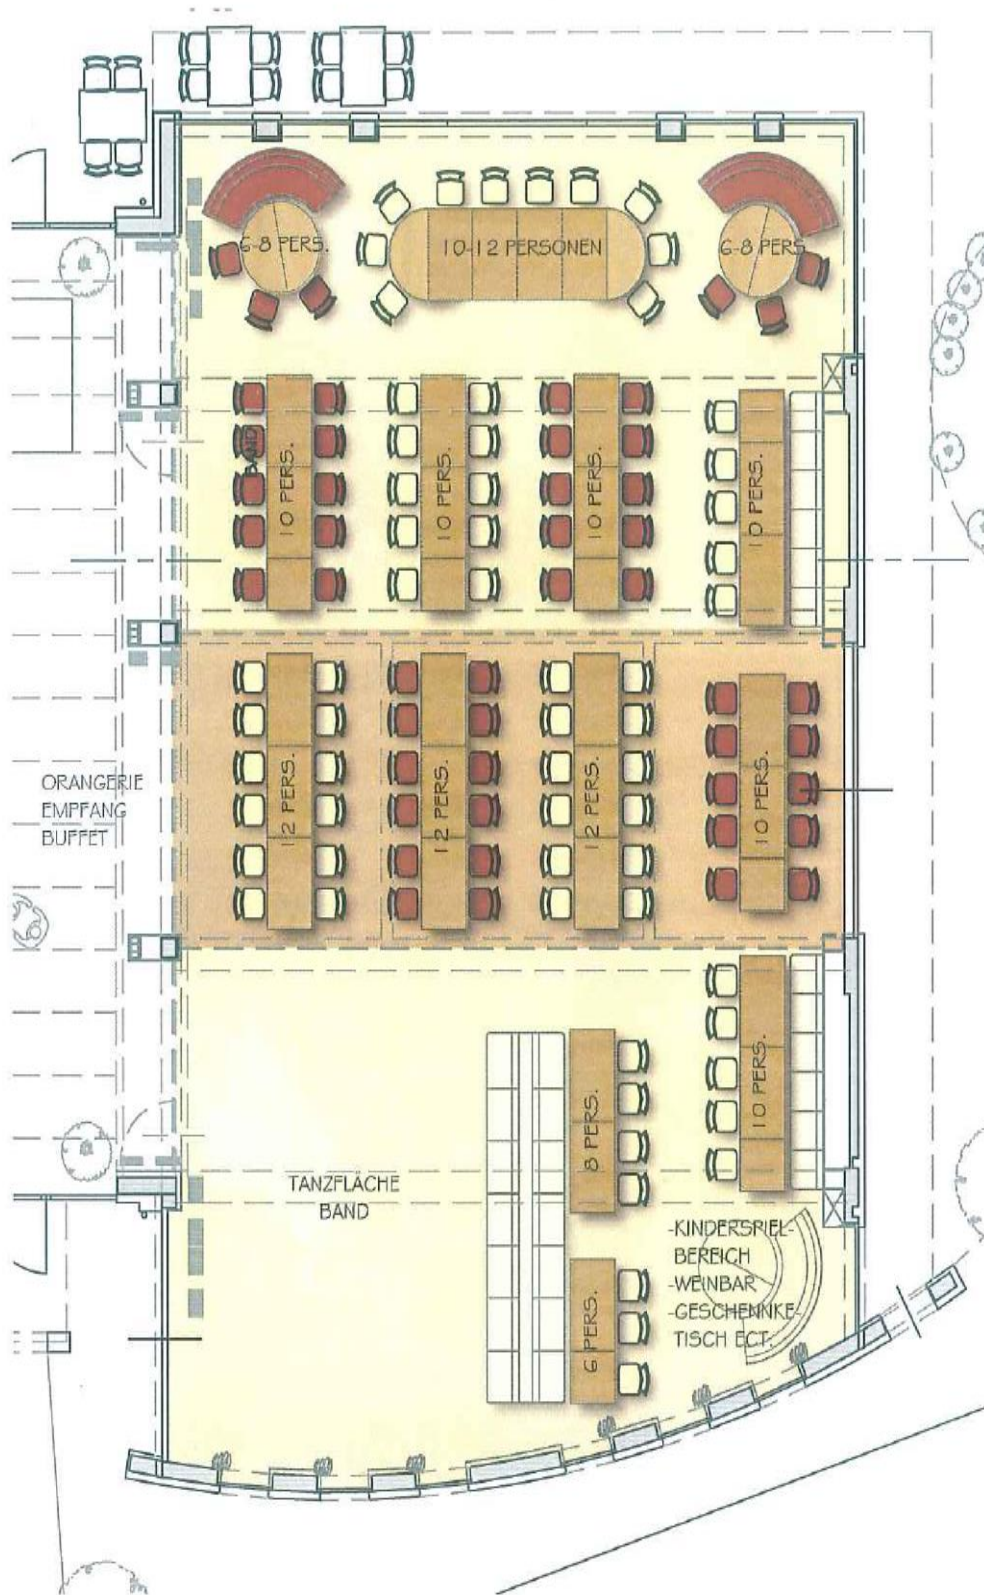 6-8 PERS.
10-12 PERSONEN
6-8 PERS.
BAND
10 PERS.
10 PERS.
10 PERS.
10 PERS.
12 PERS.
12 PERS.
12 PERS.
10 PERS.
ORANGERIE
EMPFANG
BUFFET
8 PERS.
10 PERS.
TANZFLÄCHE
BAND
6 PERS.
-KINDERSPIEL-
BEREICH
-WEINBAR
-GESCHENNKE-
TISCH ECT.